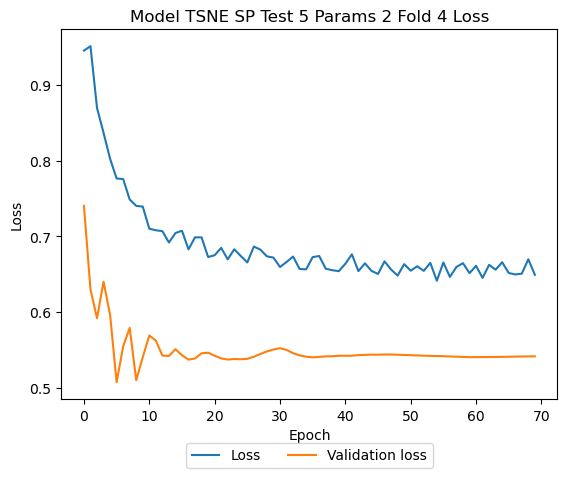 Model TSNE SP Test 5 Params 2 Fold 4 Loss
Loss
0.9
0.8
0.7
0.6
0.5
0 10 20 30 40 50 60 70
Epoch
Loss Validation loss